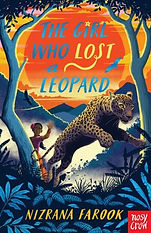 THE GIRL
WHO LOST
a
LEOPARD
NIZRANA FAROOK
nosy
crow